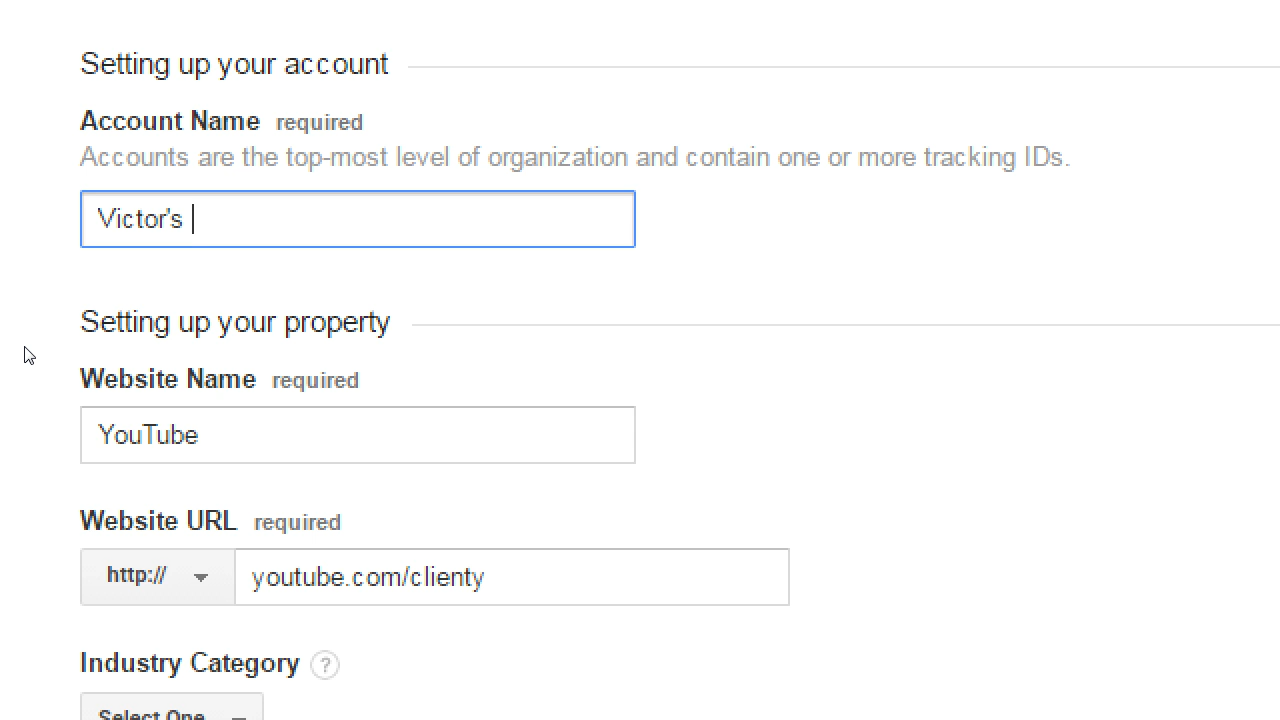 Setting up your account
Account Name required
Accounts are the top-most level of organization and contain one or more tracking IDs.
Victor's
Setting up your property
Website Name required
YouTube
Website URL required
http:// youtube.com/clienty
Industry Category ?
Select One